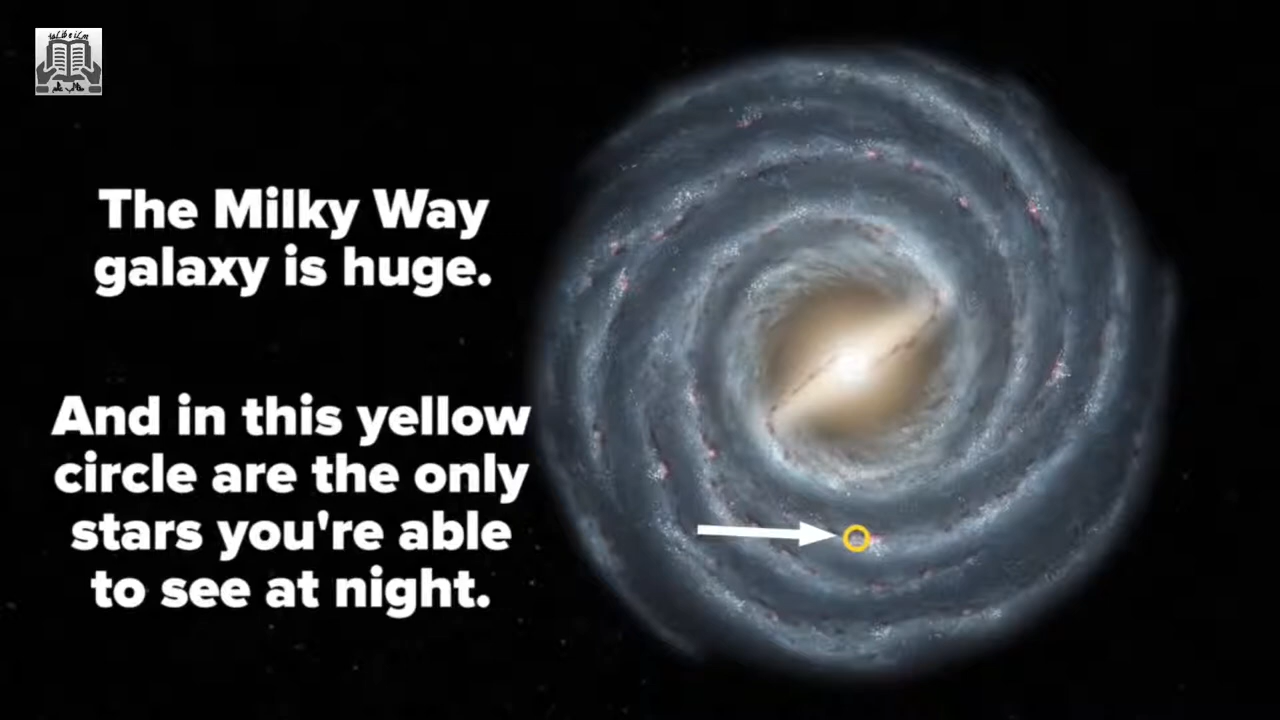 The Milky Way
galaxy is huge.
And in this yellow
circle are the only
stars you're able
to see at night.